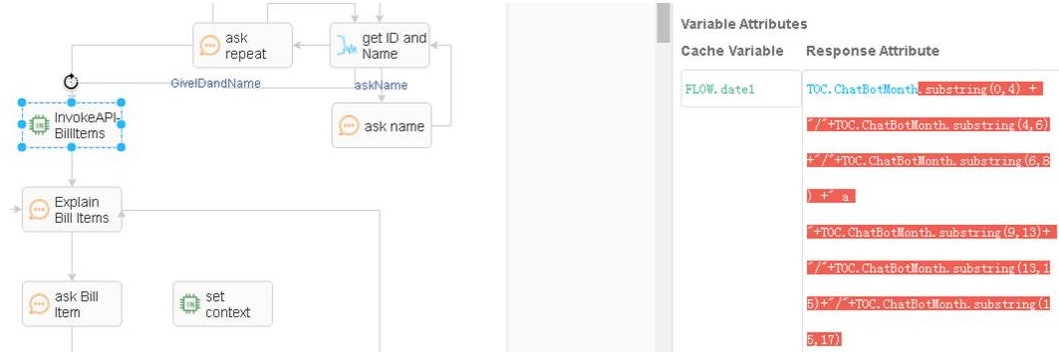 ask
repeat
get ID and
Name
GiveIDandName
askName
InvokeAPI-
BillItems
ask name
Explain
Bill Items
ask Bill
Item
set
context
Variable Attributes
Cache Variable
Response Attribute
FLOW.date1
TOC.ChatBotMonth.substring(0,4) +
"/"+TOC.ChatBotMonth.substring(4,6)
+"/"+TOC.ChatBotMonth.substring(6,8
) +" a
"+TOC.ChatBotMonth.substring(9,13)+
"/"+TOC.ChatBotMonth.substring(13,1
5)+"/"+TOC.ChatBotMonth.substring(1
5,17)